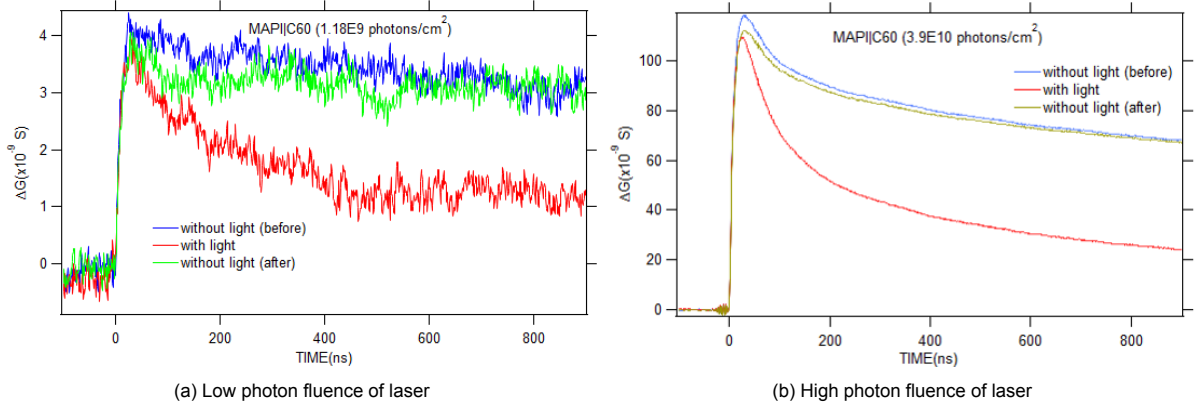 MAPI||C60 (1.18E9 photons/cm²)
4
3
2
1
0
ΔG(x10⁻⁹ S)
without light (before)
with light
without light (after)
0
200
400
600
800
TIME(ns)
(a) Low photon fluence of laser
MAPI||C60 (3.9E10 photons/cm²)
without light (before)
with light
without light (after)
100
80
60
40
20
0
ΔG(x10⁻⁹ S)
0
200
400
600
800
TIME(ns)
(b) High photon fluence of laser